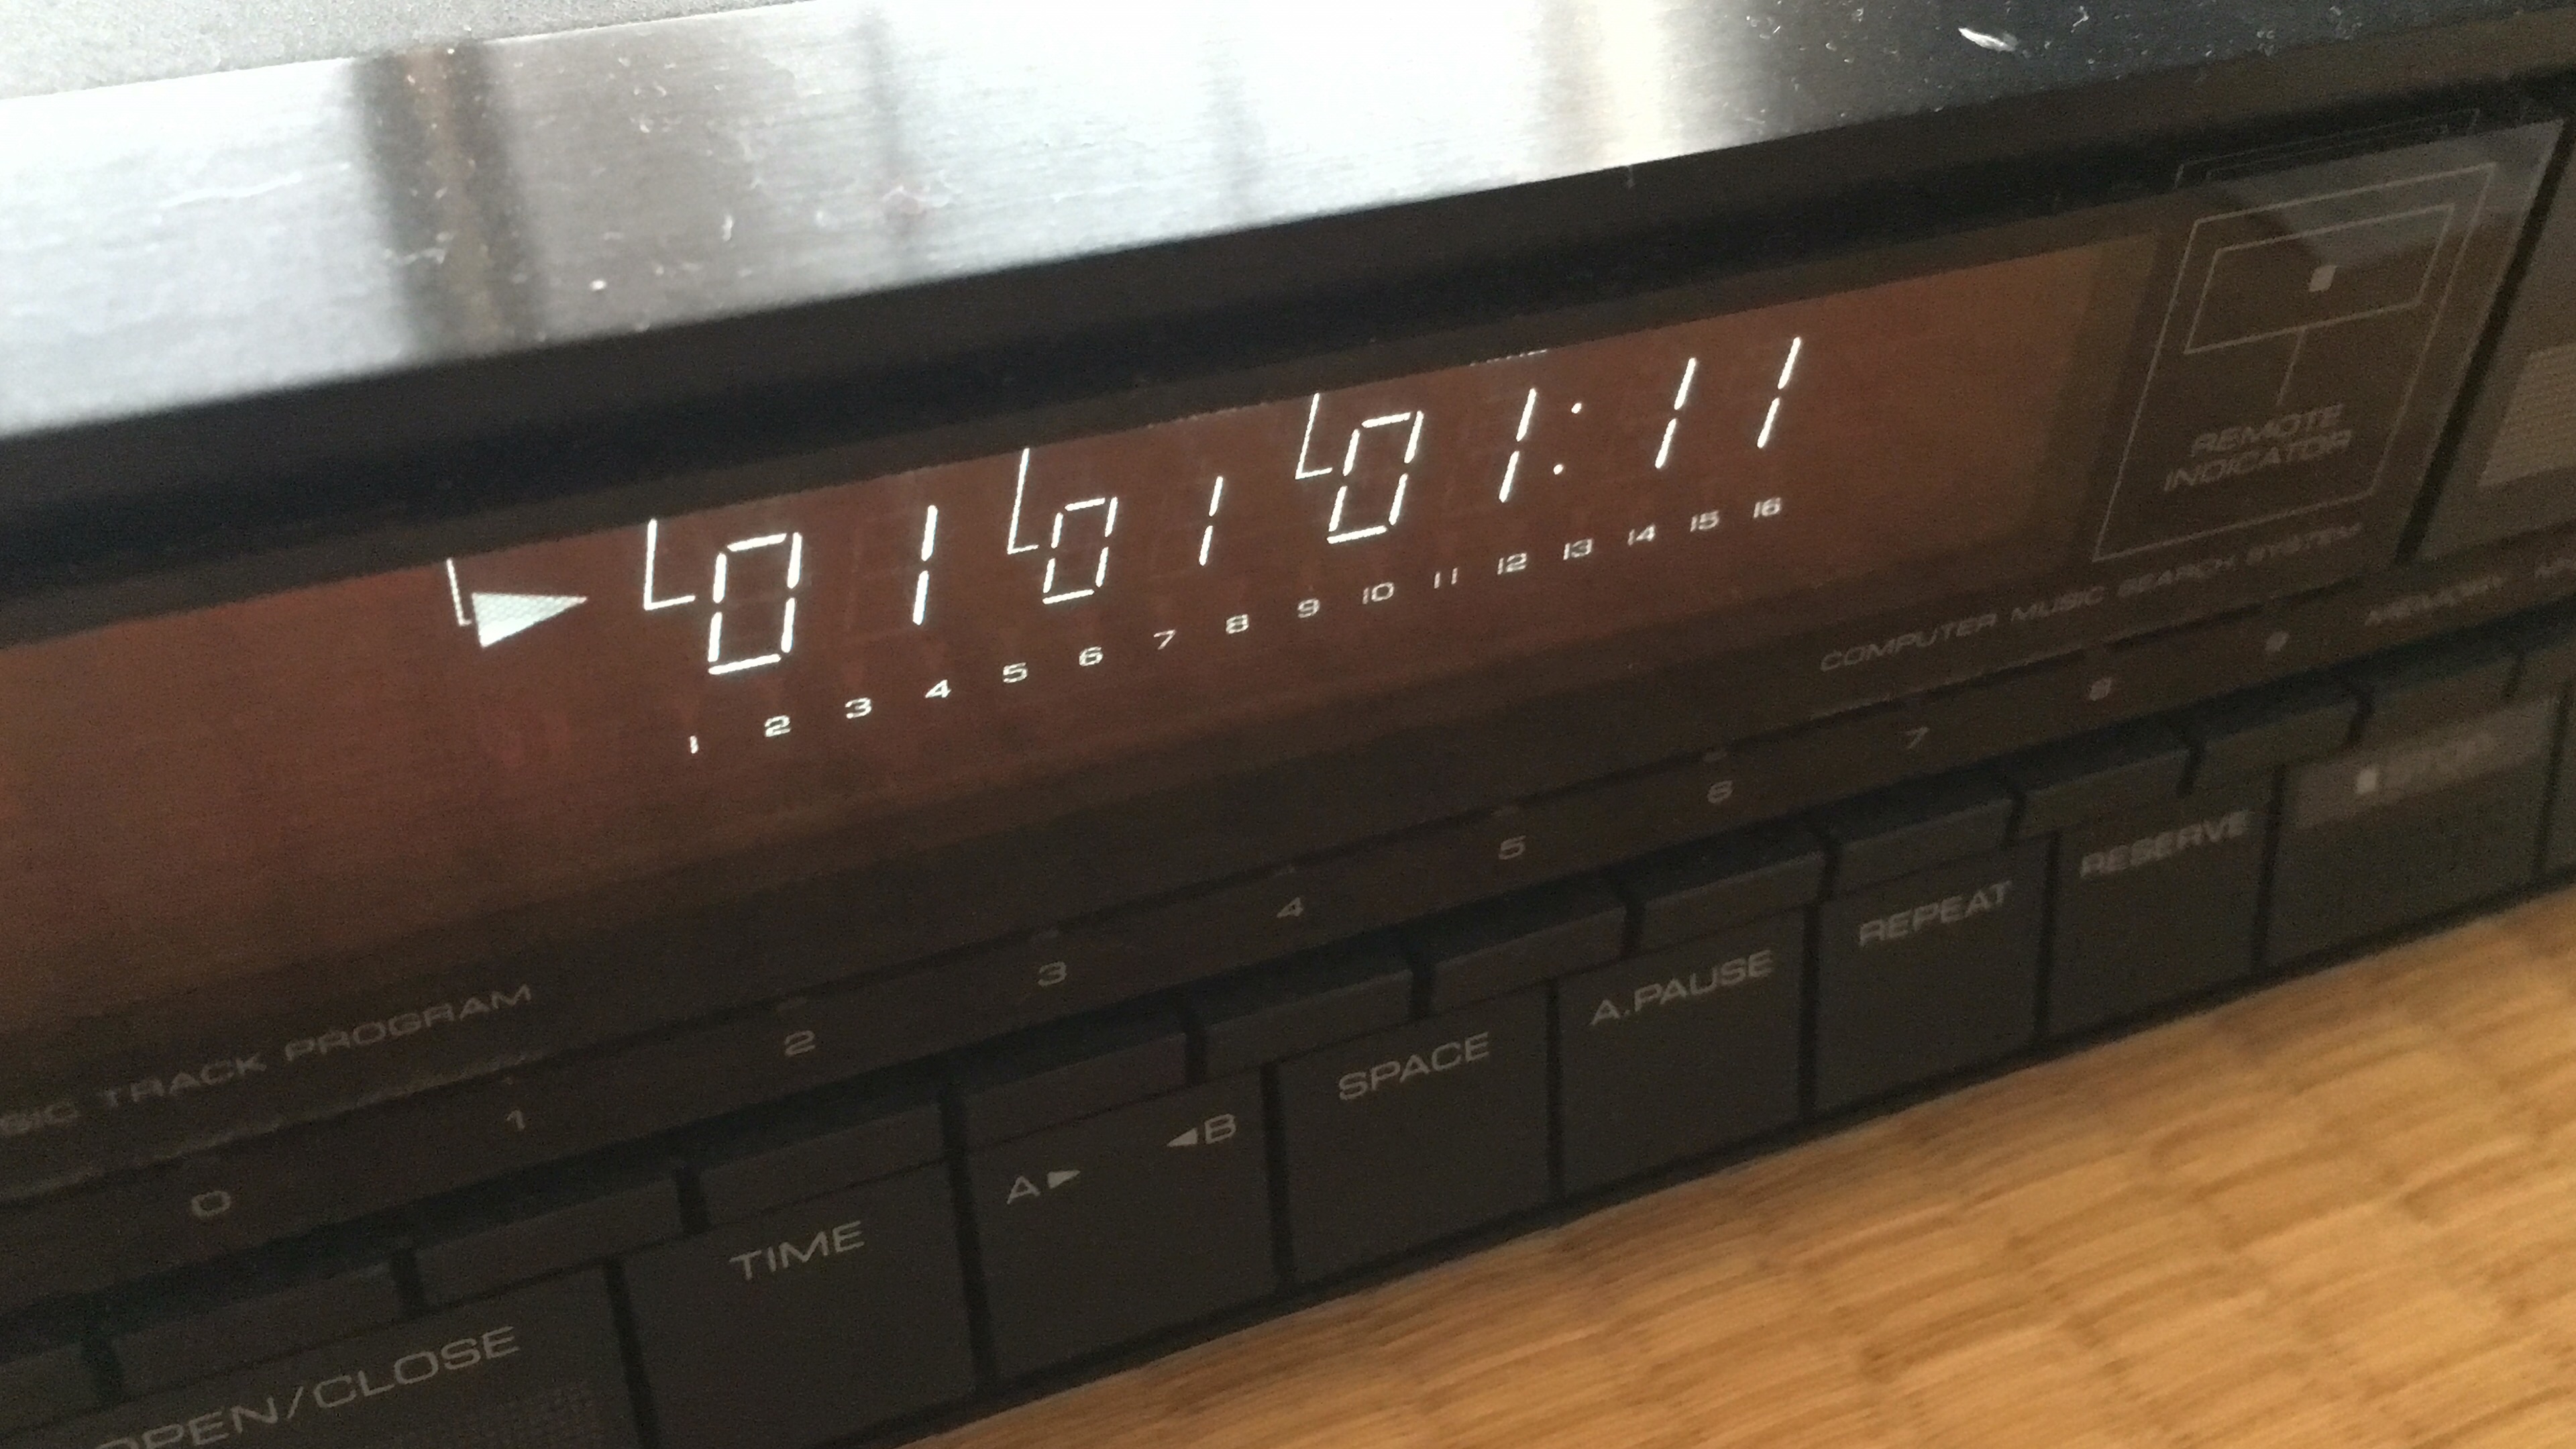 01 01 01:11
1 2 3 4 5 6 7 8 9 10 11 12 13 14 15 16
REMOTE
INDICATOR
COMPUTER MUSIC SEARCH SYSTEM
SIC TRACK PROGRAM
0 1 2 3 4 5 6 7 8 9 MEMORY
OPEN/CLOSE TIME A► ◄B SPACE A.PAUSE REPEAT RESERVE